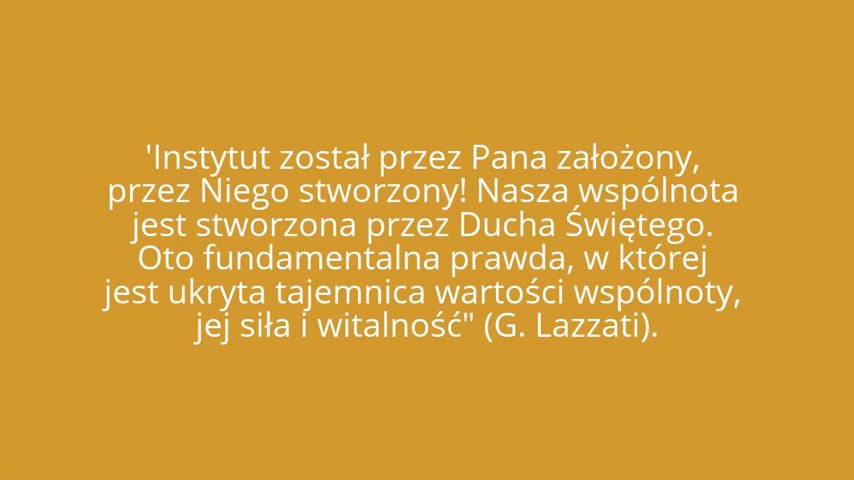 'Instytut został przez Pana założony,
przez Niego stworzony! Nasza wspólnota
jest stworzona przez Ducha Świętego.
Oto fundamentalna prawda, w której
jest ukryta tajemnica wartości wspólnoty,
jej siła i witalność" (G. Lazzati).